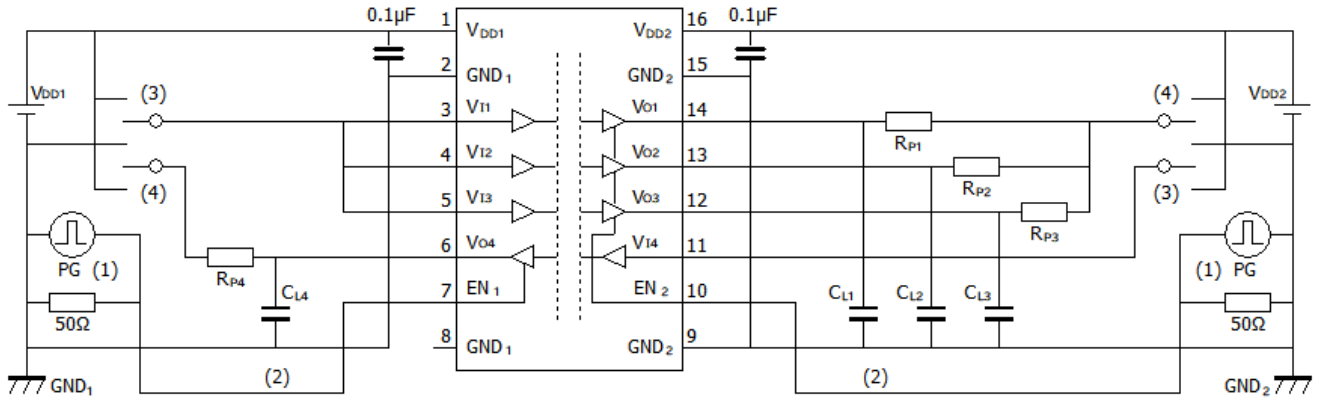 0.1µF
1
VDD1
VDD2
16
0.1µF
2
GND1
GND2
15
VDD1
(3)
3
VI1
VO1
14
(4)
VDD2
RP1
4
VI2
VO2
13
(4)
RP2
(3)
5
VI3
VO3
12
RP3
6
VO4
VI4
11
PG
(1)
RP4
(1)
PG
CL4
7
EN1
EN2
10
CL1
CL2
CL3
50Ω
50Ω
8
GND1
GND2
9
GND1
(2)
(2)
GND2